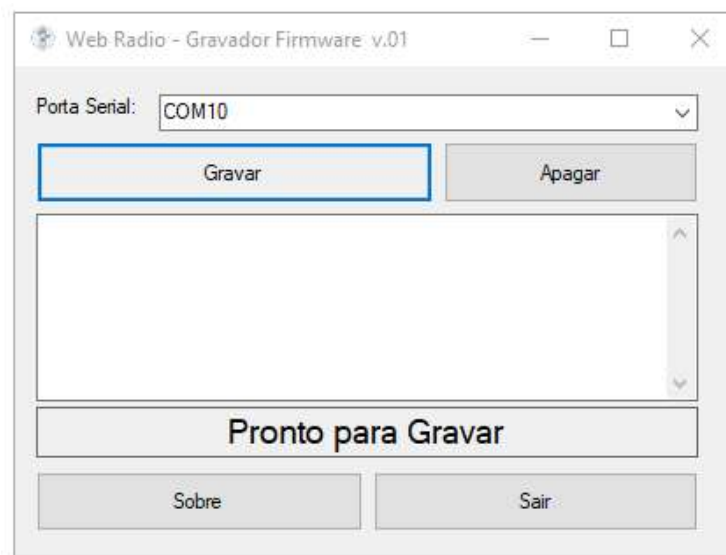 Web Radio - Gravador Firmware v.01
Porta Serial: COM10
Gravar Apagar
Pronto para Gravar
Sobre Sair